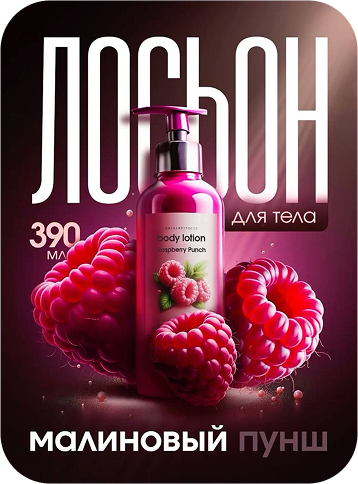 ЛОСЬОН
для тела
390
МЛ
body lotion
Raspberry Punch
малиновый пунш